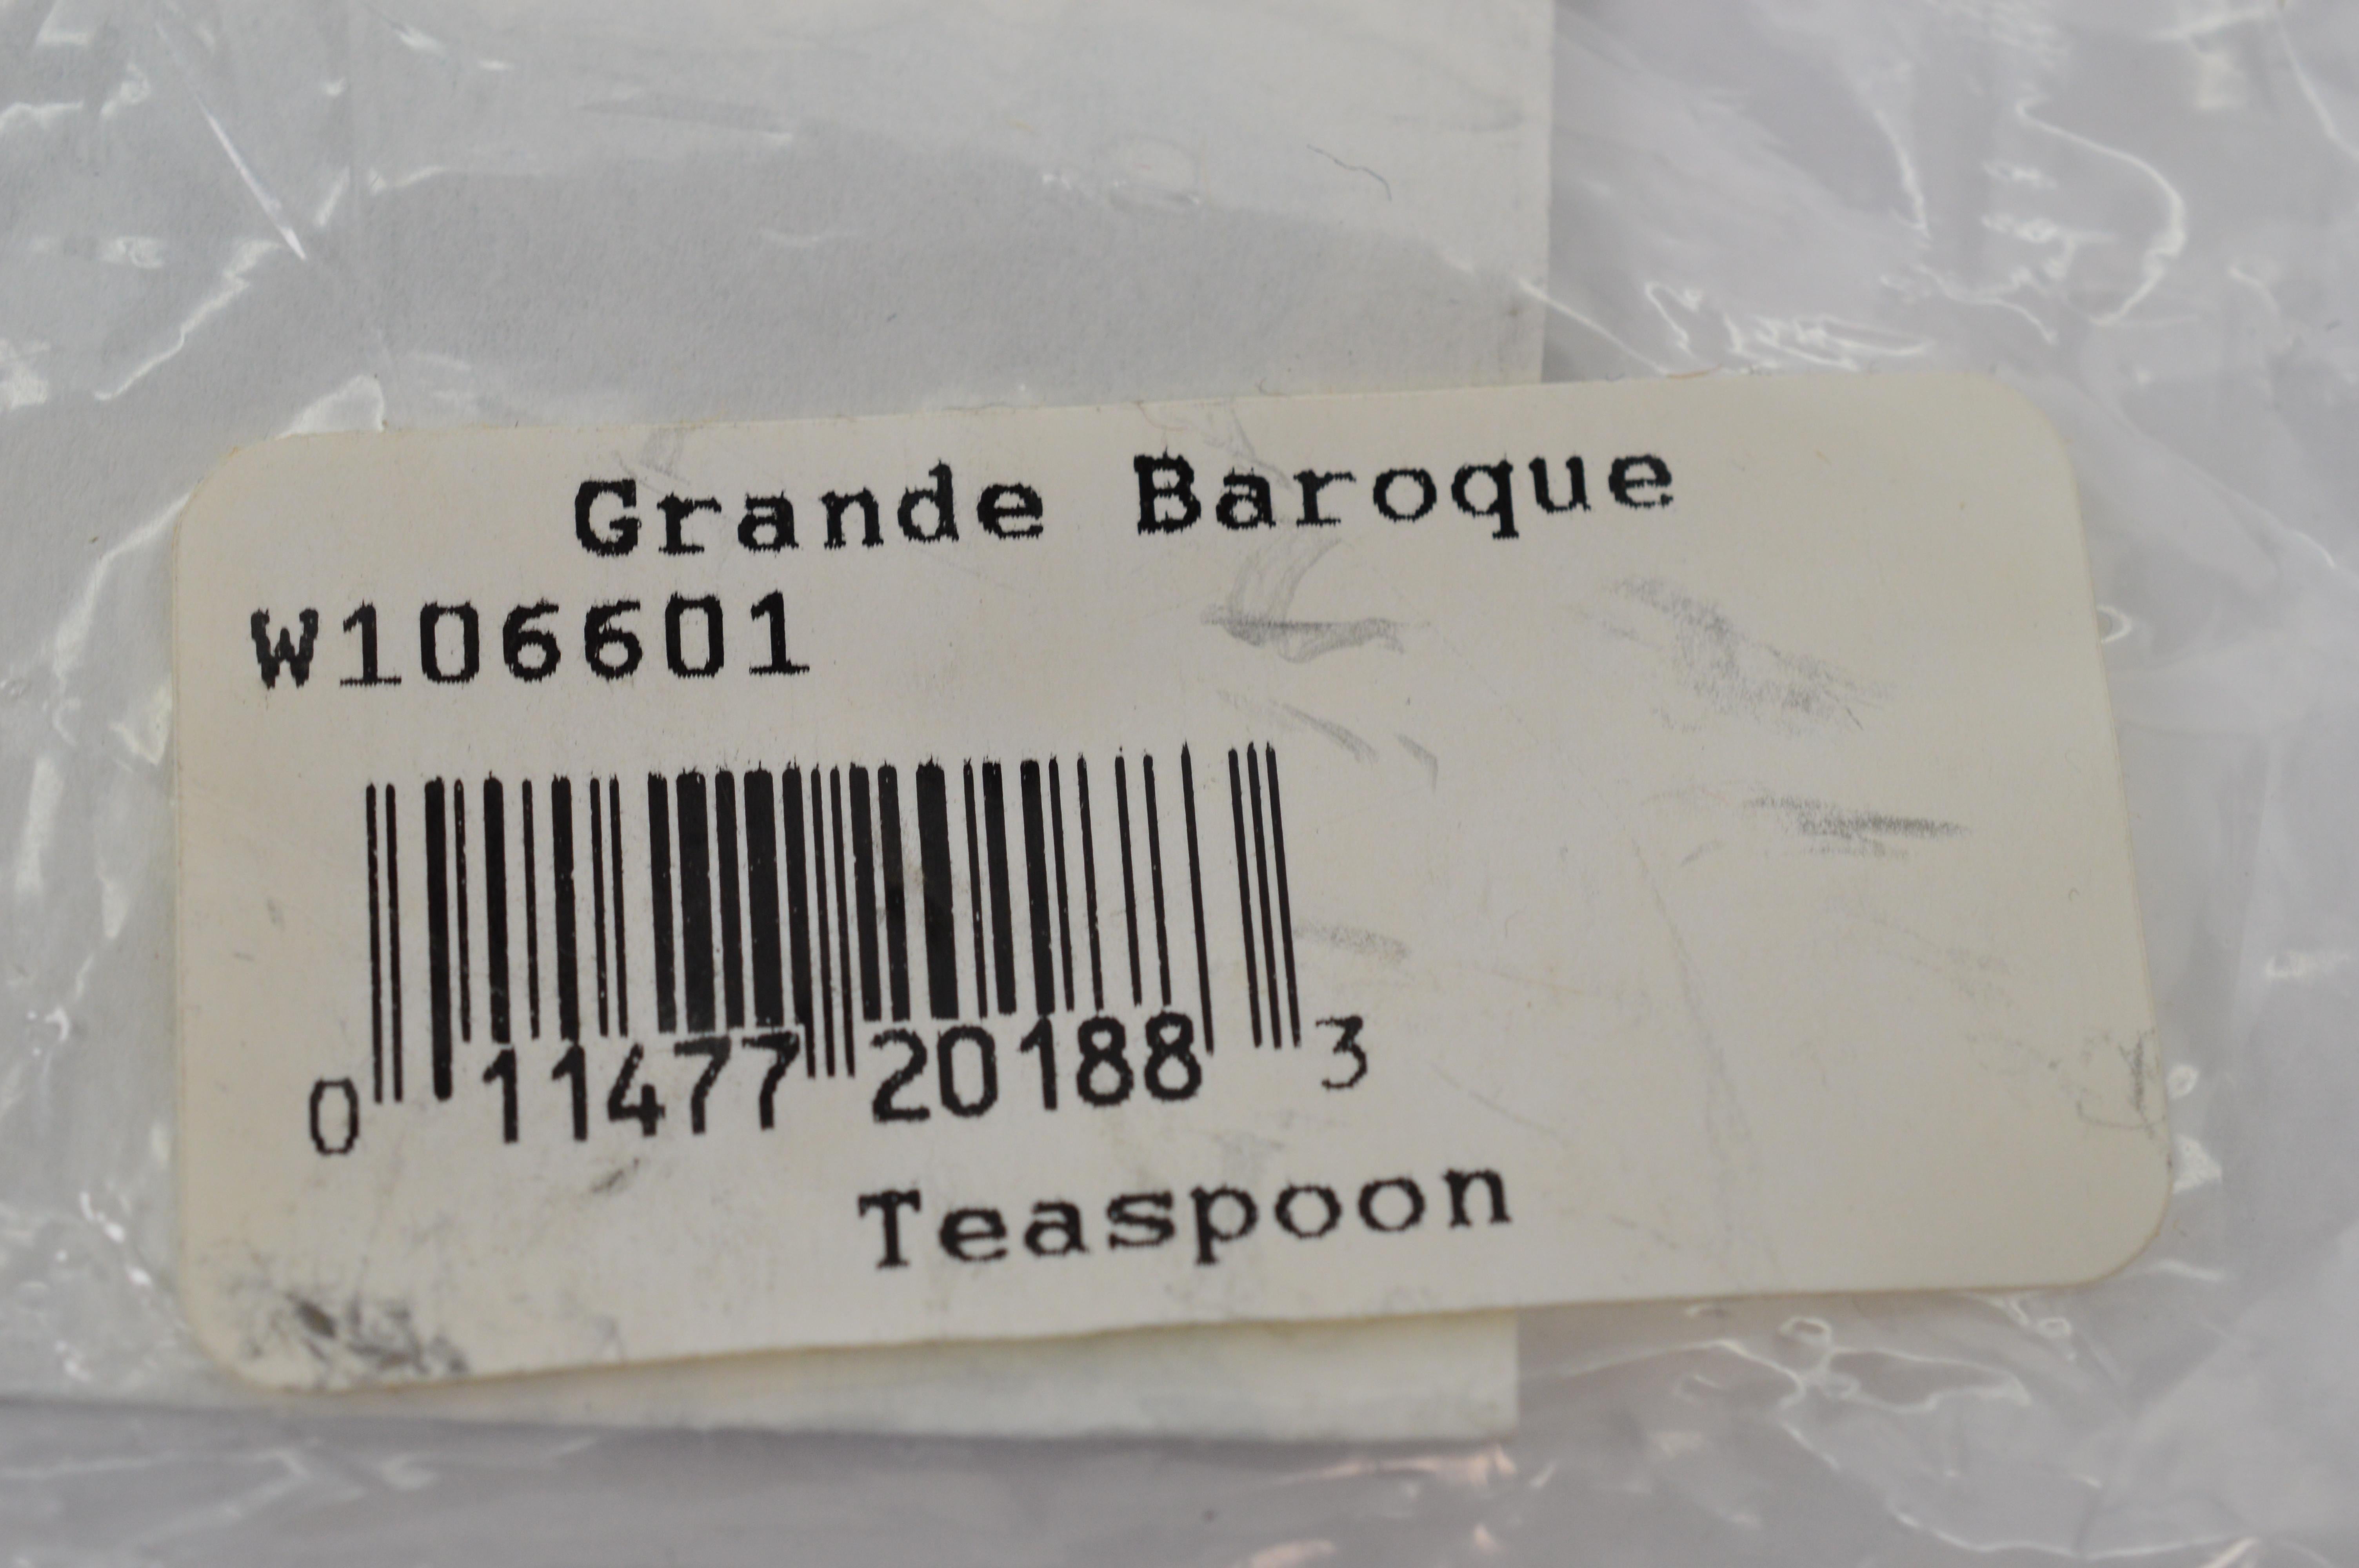 Grande Baroque
W106601
0 11477 20188 3
Teaspoon